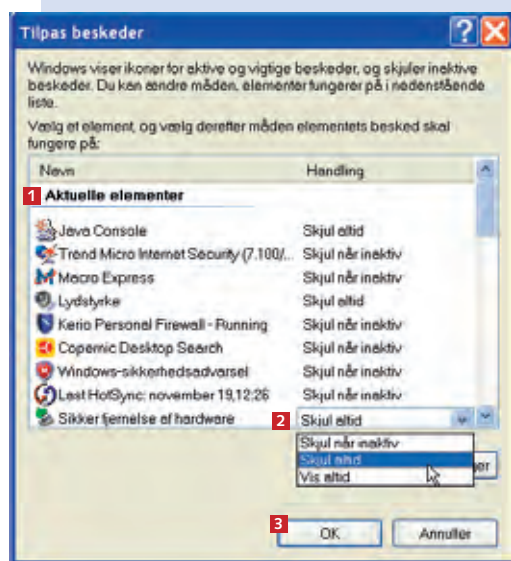 Tilpas beskeder
Windows viser ikoner for aktive og vigtige beskeder, og skjuler inaktive
beskeder. Du kan ændre måden, elementer fungerer på i nedenstående
liste.
Vælg et element, og vælg derefter måden elementets besked skal
fungere på:
Navn Handling
1 Aktuelle elementer
Java Console Skjul altid
Trend Micro Internet Security (7.100/... Skjul når inaktiv
Macro Express Skjul når inaktiv
Lydstyrke Skjul altid
Kerio Personal Firewall - Running Skjul når inaktiv
Copernic Desktop Search Skjul når inaktiv
Windows-sikkerhedsadvarsel Skjul når inaktiv
Last HotSync: november 19,12:26 Skjul når inaktiv
Sikker fjernelse af hardware 2 Skjul altid
Skjul når inaktiv
Skjul altid
Vis altid
3 OK Annuller